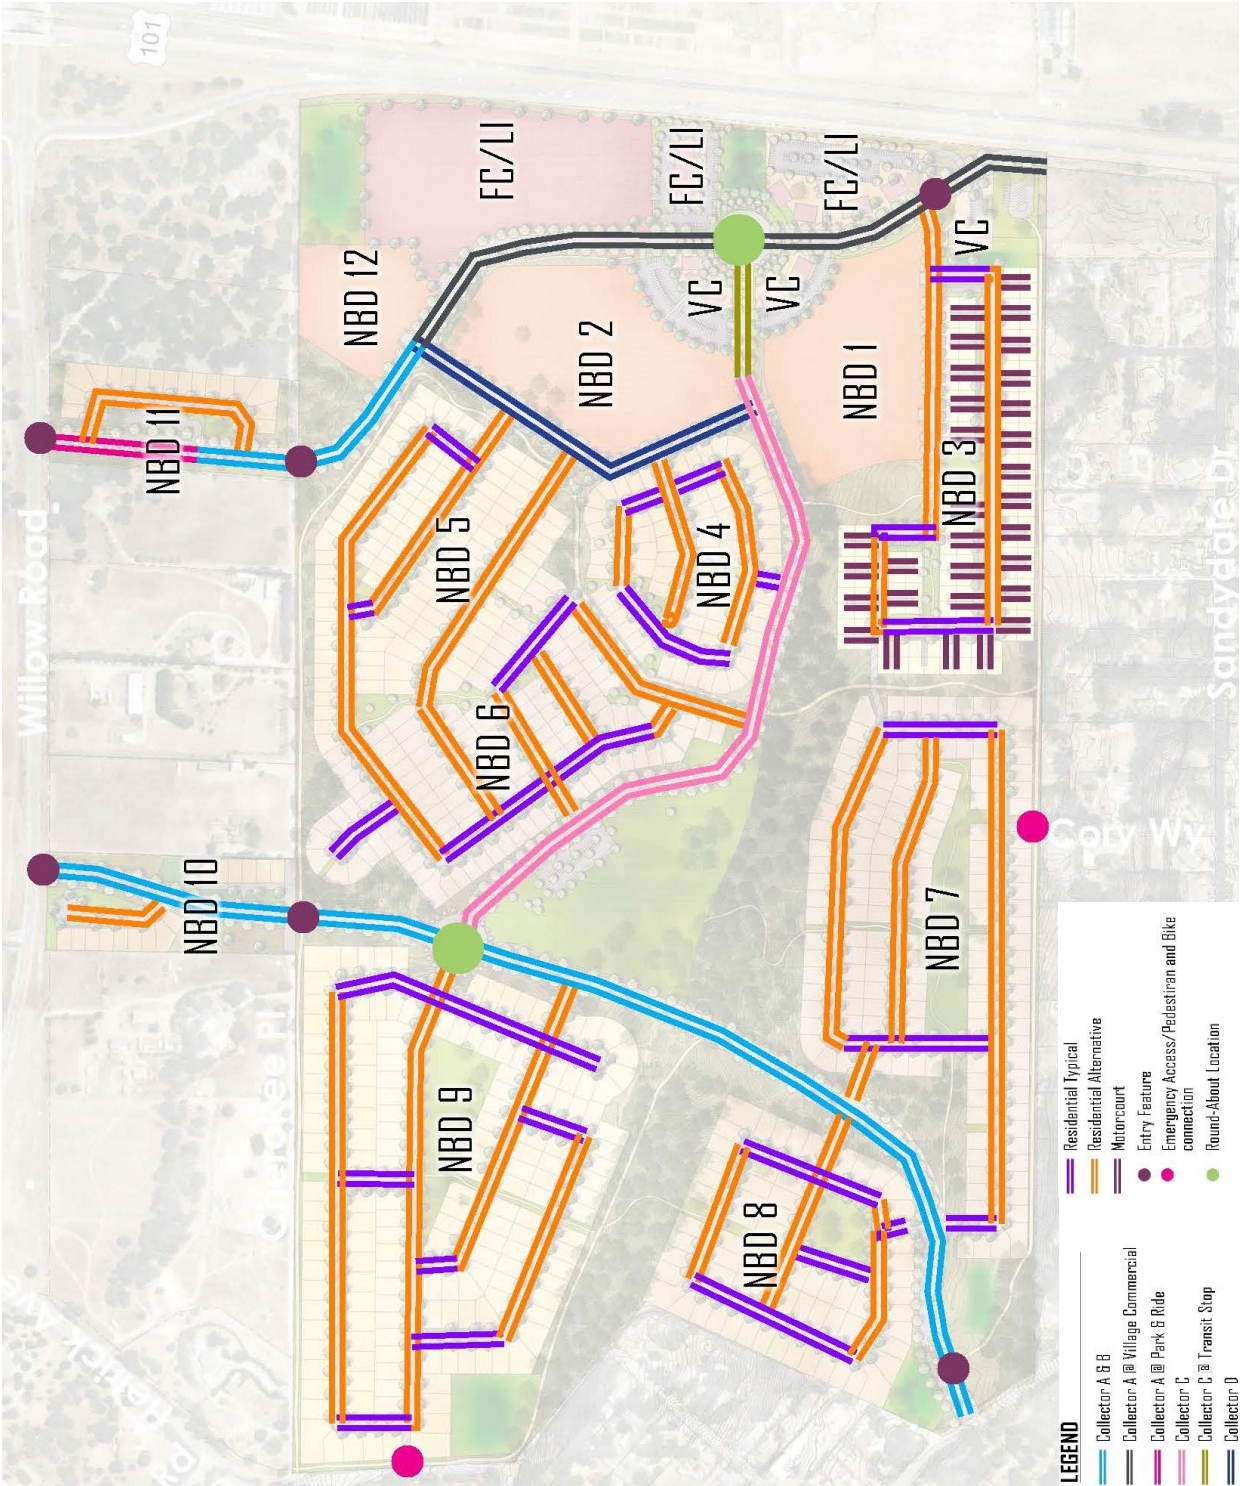 101
Willow Road
FC/LI
FC/LI
FC/LI
NBD 12
NBD 11
NBD 2
VC
VC
VC
NBD 1
NBD 3
NBD 5
NBD 4
NBD 6
Sandydale Dr
NBD 10
NBD 7
Cory Wy
NBD 9
NBD 8
LEGEND
Collector A & B
Collector A @ Village Commercial
Collector A @ Park & Ride
Collector C
Collector C @ Transit Stop
Collector D
Residential Typical
Residential Alternative
Motorcourt
Entry Feature
Emergency Access/Pedestiran and Bike
connection
Round-About Location